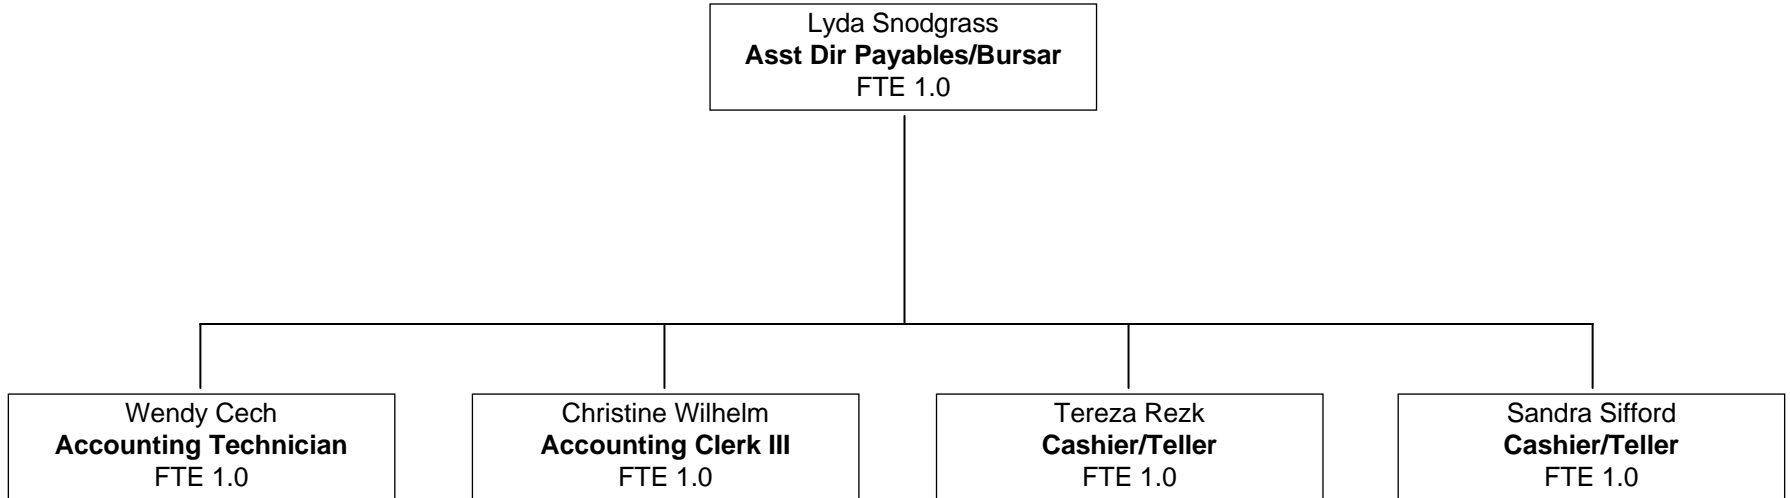 Lyda Snodgrass
Asst Dir Payables/Bursar
FTE 1.0
Wendy Cech
Accounting Technician
FTE 1.0
Christine Wilhelm
Accounting Clerk III
FTE 1.0
Tereza Rezk
Cashier/Teller
FTE 1.0
Sandra Sifford
Cashier/Teller
FTE 1.0